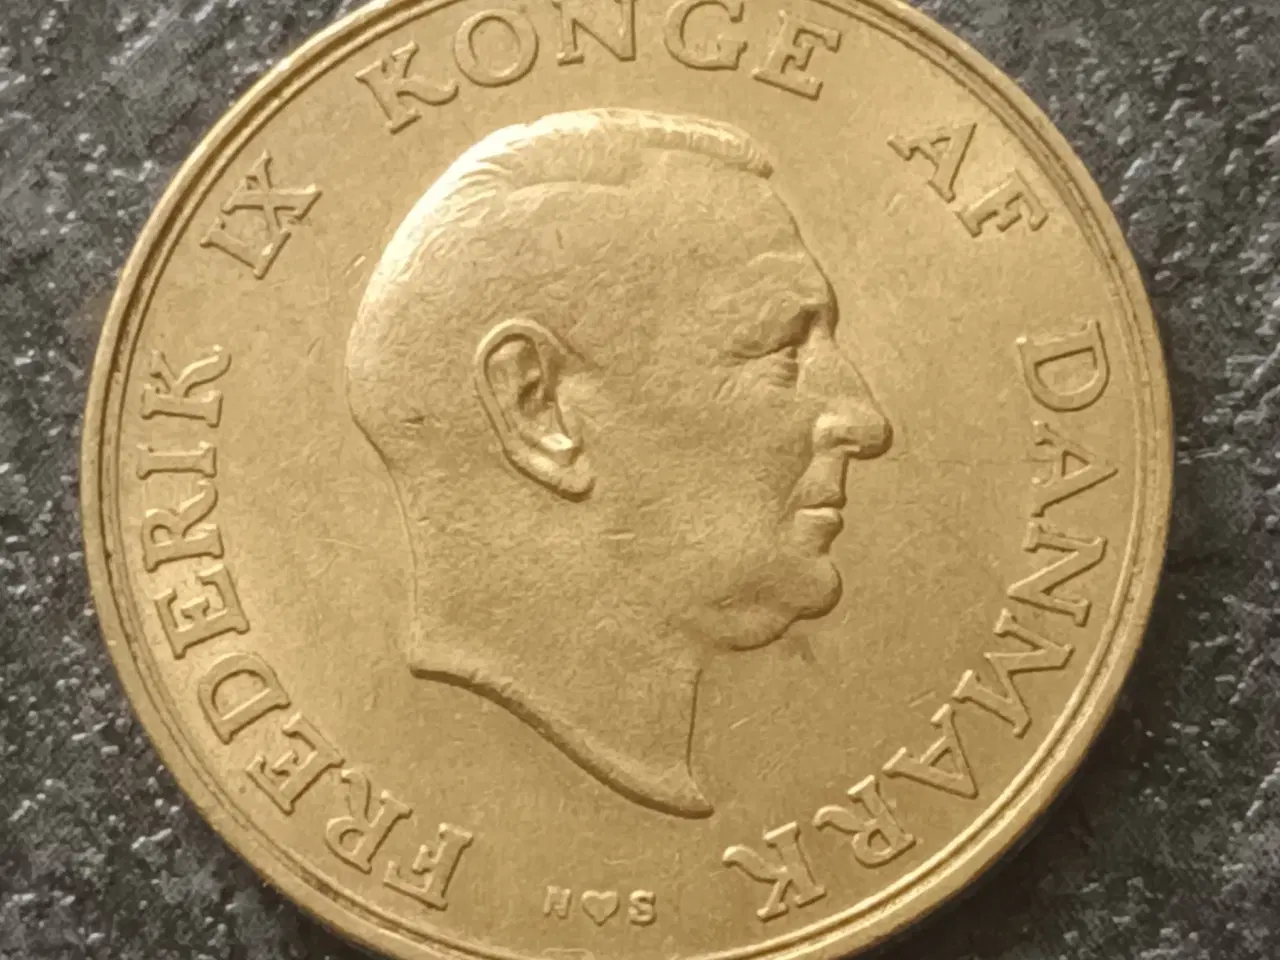 FREDERIK IX KONGE AF DANMARK
N♥S